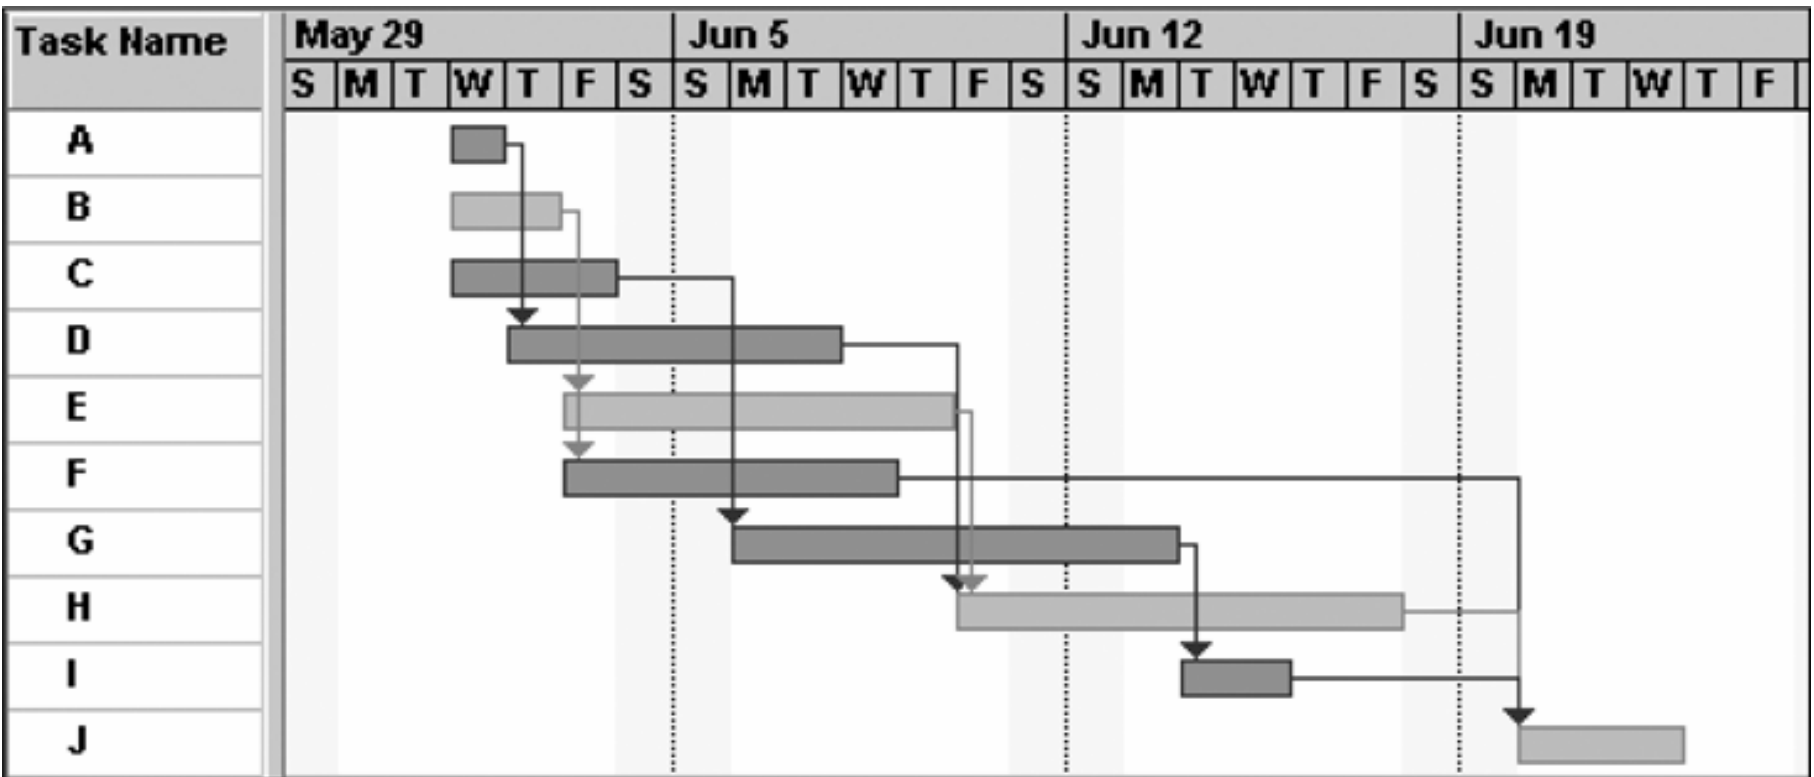 Task Name May 29 Jun 5 Jun 12 Jun 19
S M T W T F S S M T W T F S S M T W T F S S M T W T F
A
B
C
D
E
F
G
H
I
J